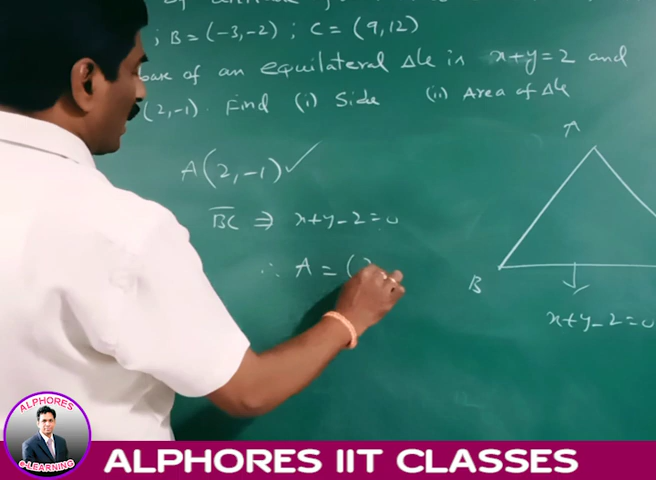 ; B = (-3,-2) ; C = (9,12)
base of an equilateral Δle is x+y=2 and
(2,-1). Find (i) Side (ii) Area of Δle
A(2,-1) ✓
BC ⇒ x+y-2=0
∴ A = (2
A
B
x+y-2=0
ALPHORES
e-LEARNING
ALPHORES IIT CLASSES